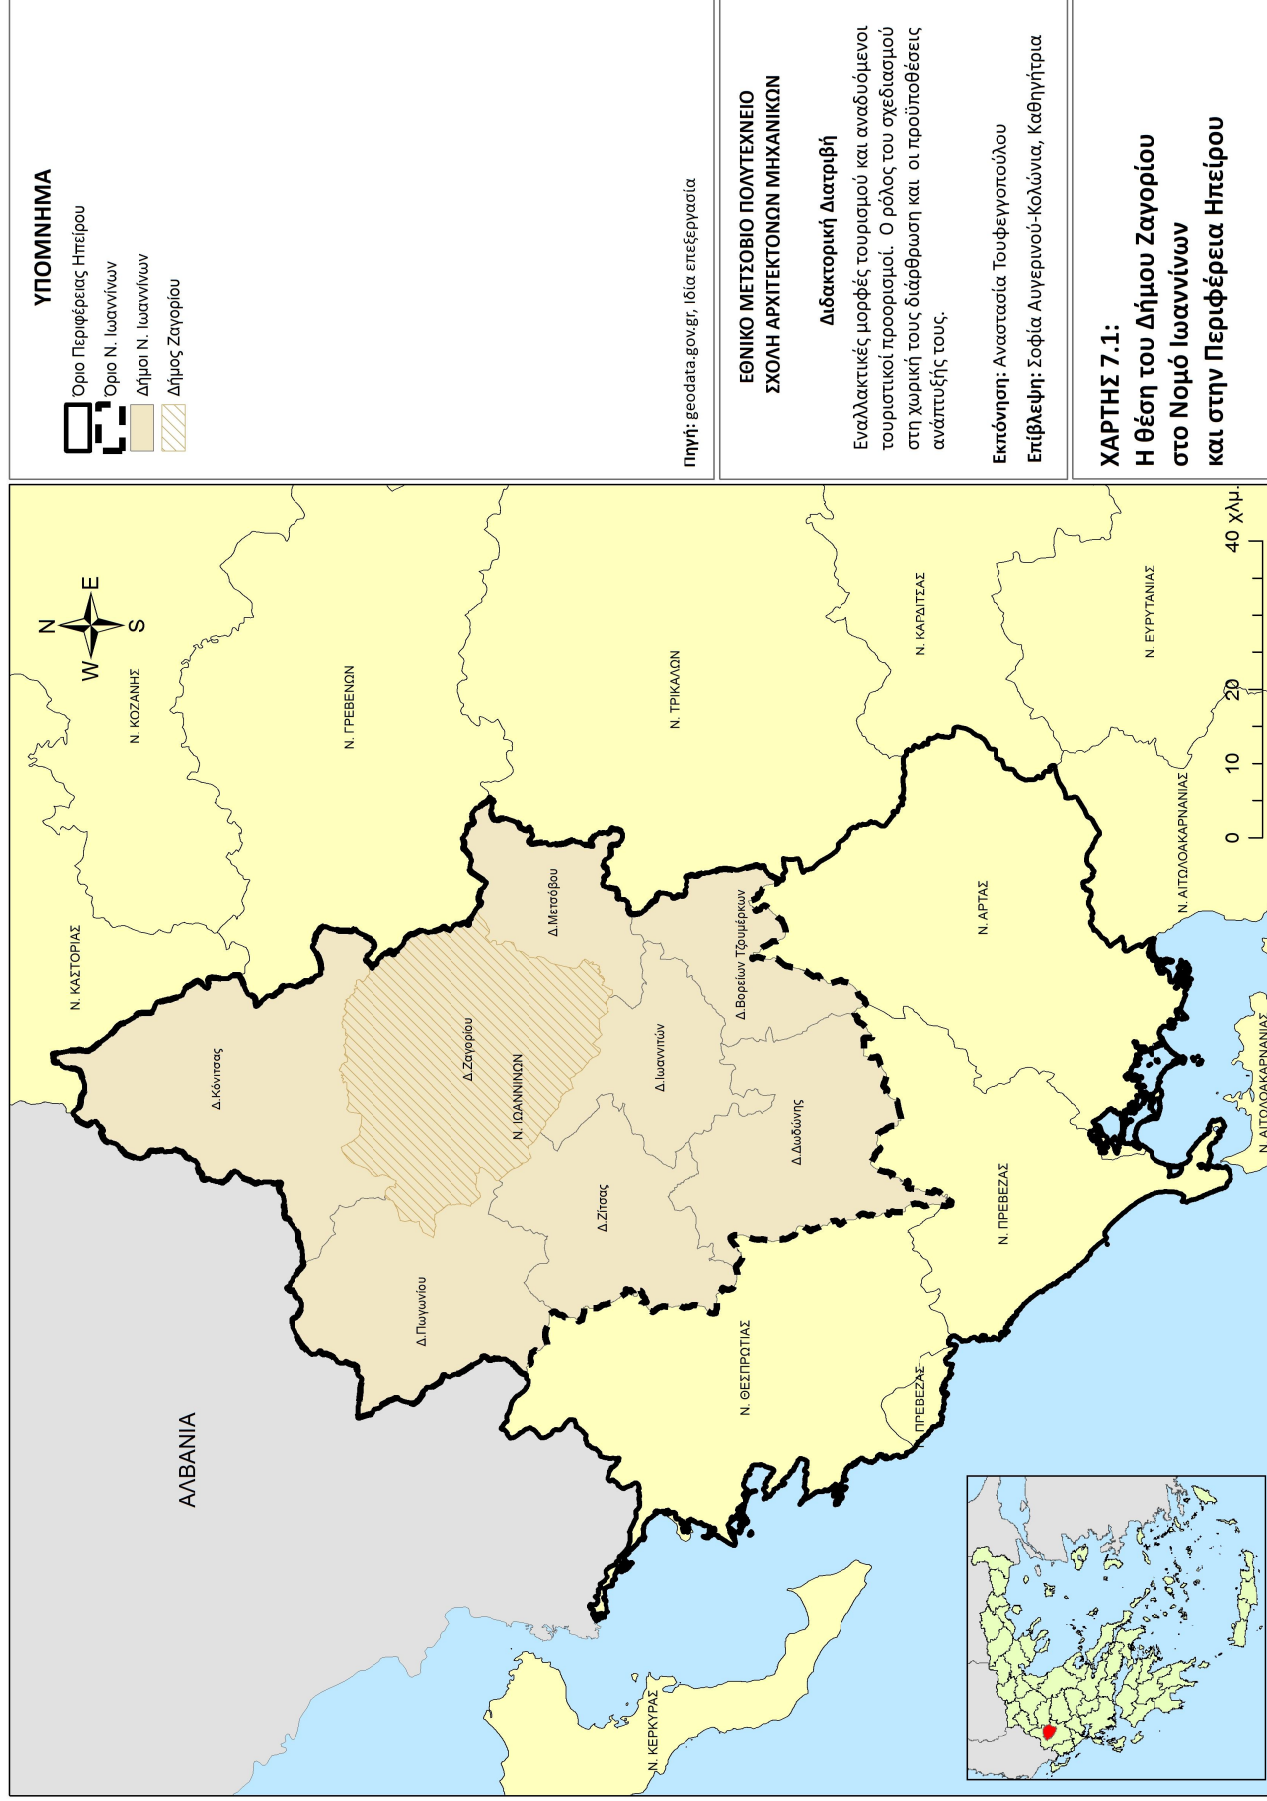 ΥΠΟΜΝΗΜΑ
Όριο Περιφέρειας Ηπείρου
Όριο Ν. Ιωαννίνων
Δήμοι Ν. Ιωαννίνων
Δήμος Ζαγορίου
Πηγή: geodata.gov.gr, Ιδία επεξεργασία
ΕΘΝΙΚΟ ΜΕΤΣΟΒΙΟ ΠΟΛΥΤΕΧΝΕΙΟ
ΣΧΟΛΗ ΑΡΧΙΤΕΚΤΟΝΩΝ ΜΗΧΑΝΙΚΩΝ
Διδακτορική Διατριβή
Εναλλακτικές μορφές τουρισμού και αναδυόμενοι
τουριστικοί προορισμοί. Ο ρόλος του σχεδιασμού
στη χωρική τους διάρθρωση και οι προϋποθέσεις
ανάπτυξής τους.
Εκπόνηση: Αναστασία Τουφεγγοπούλου
Επίβλεψη: Σοφία Αυγερινού-Κολώνια, Καθηγήτρια
ΧΑΡΤΗΣ 7.1:
Η θέση του Δήμου Ζαγορίου
στο Νομό Ιωαννίνων
και στην Περιφέρεια Ηπείρου
N
W
E
S
Ν. ΚΑΣΤΟΡΙΑΣ
Ν. ΚΟΖΑΝΗΣ
ΑΛΒΑΝΙΑ
Δ.Κόνιτσας
Ν. ΓΡΕΒΕΝΩΝ
Δ.Πωγωνίου
Δ.Ζαγορίου
Ν. ΙΩΑΝΝΙΝΩΝ
Δ.Μετσόβου
Δ.Ζίτσας
Δ.Ιωαννιτών
Ν. ΤΡΙΚΑΛΩΝ
Ν. ΚΕΡΚΥΡΑΣ
Ν. ΘΕΣΠΡΩΤΙΑΣ
Δ.Βορείων Τζουμέρκων
Δ.Δωδώνης
Ν. ΚΑΡΔΙΤΣΑΣ
ΠΡΕΒΕΖΑΣ
Ν. ΑΡΤΑΣ
Ν. ΠΡΕΒΕΖΑΣ
Ν. ΕΥΡΥΤΑΝΙΑΣ
Ν. ΑΙΤΩΛΟΑΚΑΡΝΑΝΙΑΣ
Ν. ΑΙΤΩΛΟΑΚΑΡΝΑΝΙΑΣ
0 10 20 40 χλμ.